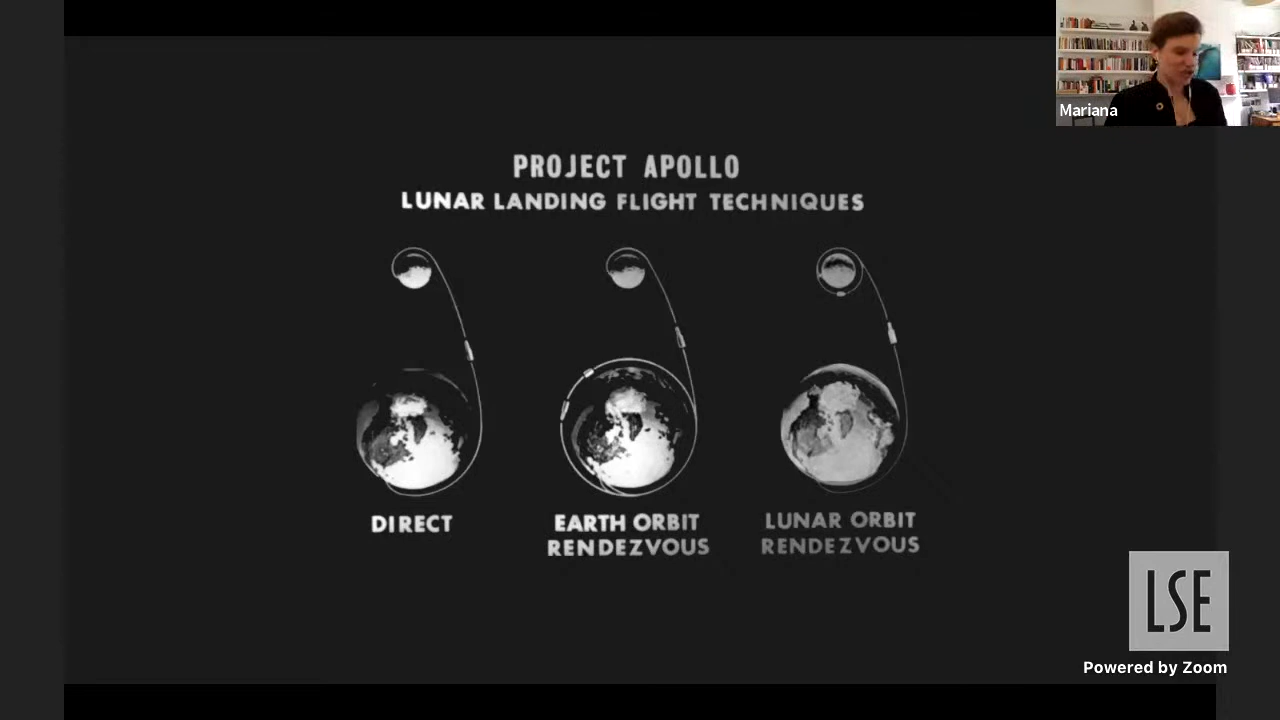 Mariana
PROJECT APOLLO
LUNAR LANDING FLIGHT TECHNIQUES
DIRECT
EARTH ORBIT
RENDEZVOUS
LUNAR ORBIT
RENDEZVOUS
LSE
Powered by Zoom